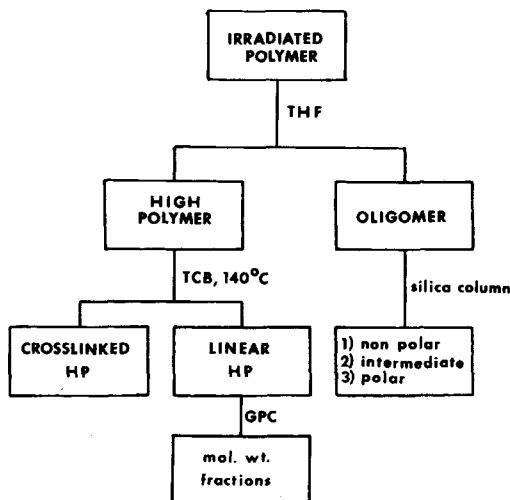 IRRADIATED
POLYMER
THF
HIGH
POLYMER
OLIGOMER
TCB, 140°C
silica column
CROSSLINKED
HP
LINEAR
HP
1) non polar
2) intermediate
3) polar
GPC
mol. wt.
fractions